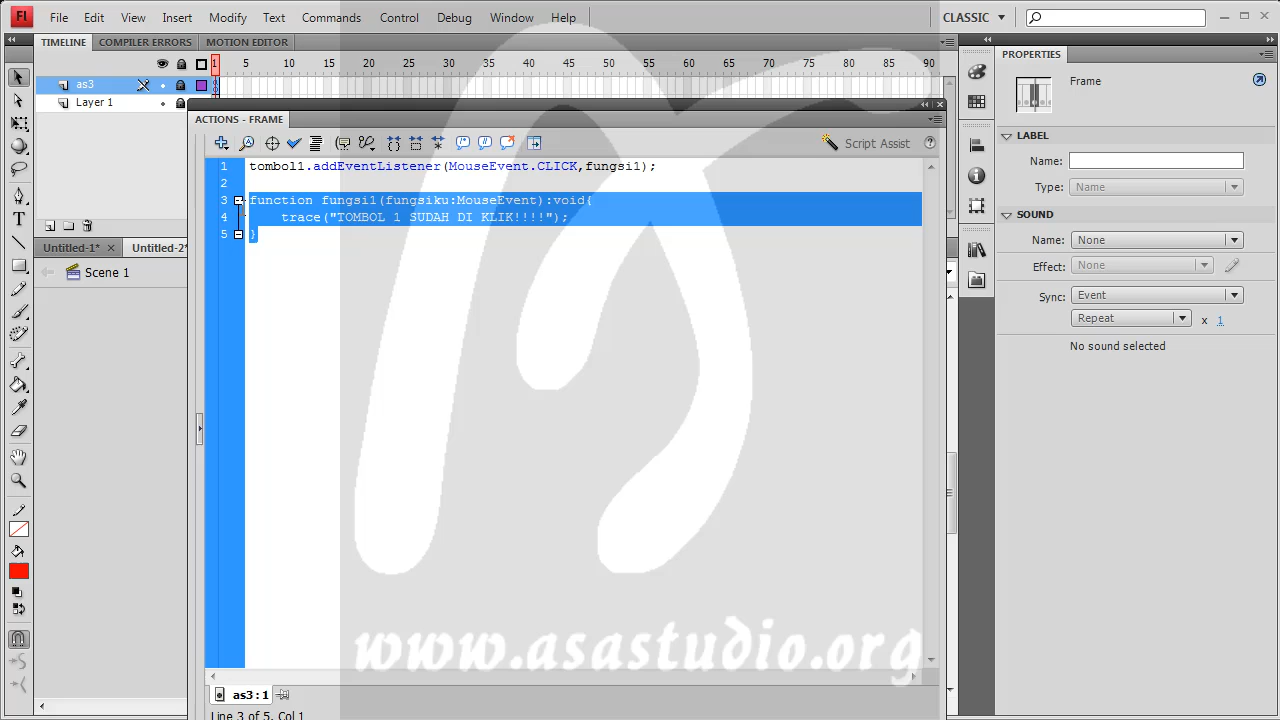 Fl File Edit View Insert Modify Text Commands Control Debug Window Help CLASSIC
TIMELINE COMPILER ERRORS MOTION EDITOR
1 5 10 15 20 25 30 35 40 45 50 55 60 65 70 75 80 85 90
as3
Layer 1
ACTIONS - FRAME
Script Assist
1 tombol1.addEventListener(MouseEvent.CLICK,fungsi1);
2
3 function fungsi1(fungsiku:MouseEvent):void{
4 trace("TOMBOL 1 SUDAH DI KLIK!!!!");
5 }
Untitled-1* Untitled-2*
Scene 1
www.asastudio.org
as3:1
Line 3 of 5, Col 1
PROPERTIES
Frame
LABEL
Name:
Type: Name
SOUND
Name: None
Effect: None
Sync: Event
Repeat x 1
No sound selected